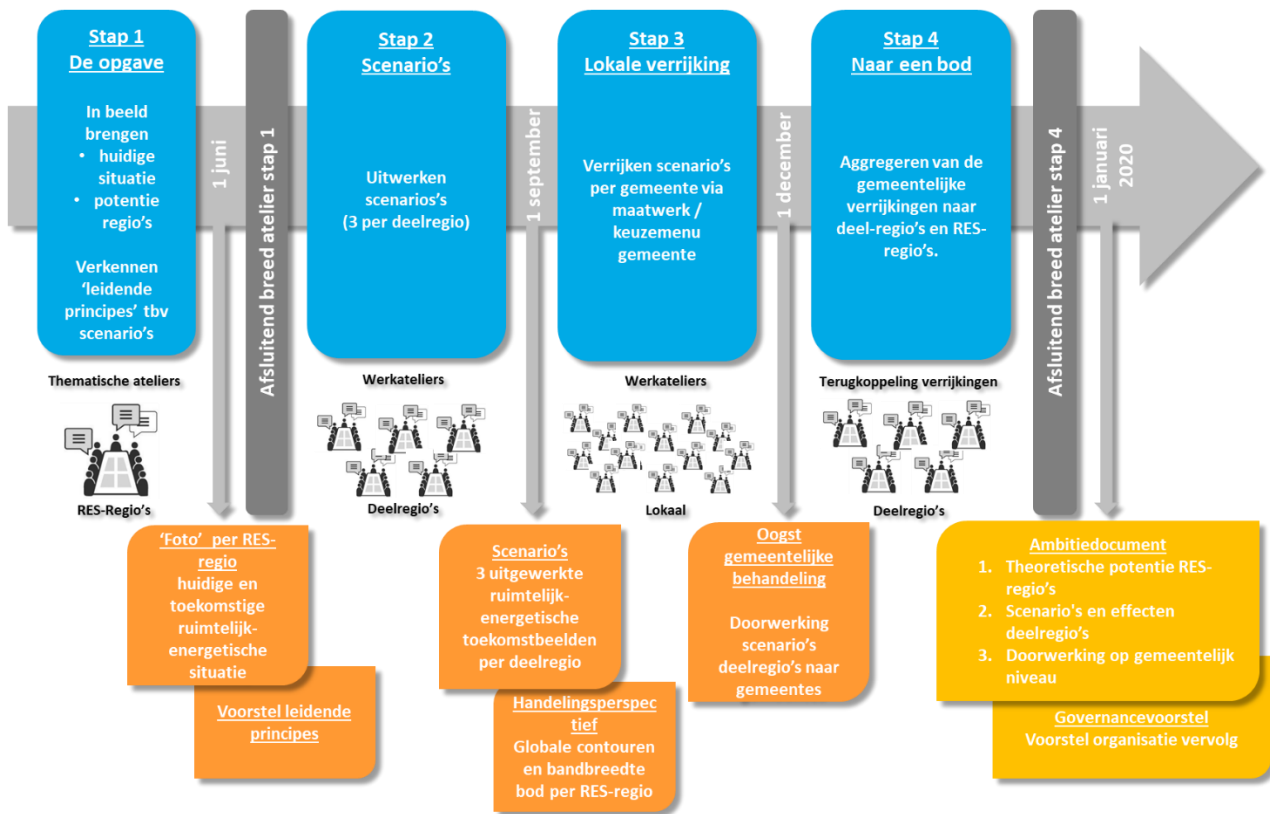 Stap 1
De opgave
In beeld
brengen
• huidige
situatie
• potentie
regio's
Verkennen
'leidende
principes' tbv
scenario's
1 juni
Afsluitend breed atelier stap 1
Stap 2
Scenario's
Uitwerken
scenarios's
(3 per deelregio)
1 september
Stap 3
Lokale verrijking
Verrijken scenario's
per gemeente via
maatwerk /
keuzemenu
gemeente
1 december
Stap 4
Naar een bod
Aggregeren van de
gemeentelijke
verrijkingen naar
deel-regio's en RES-
regio's.
Afsluitend breed atelier stap 4
1 januari
2020
Thematische ateliers
RES-Regio's
Werkateliers
Deelregio's
Werkateliers
Lokaal
Terugkoppeling verrijkingen
Deelregio's
'Foto' per RES-
regio
huidige en
toekomstige
ruimtelijk-
energetische
situatie
Voorstel leidende
principes
Scenario's
3 uitgewerkte
ruimtelijk-
energetische
toekomstbeelden
per deelregio
Handelingsperspec
tief
Globale contouren
en bandbreedte
bod per RES-regio
Oogst
gemeentelijke
behandeling
Doorwerking
scenario's
deelregio's naar
gemeentes
Ambitiedocument
1. Theoretische potentie RES-
regio's
2. Scenario's en effecten
deelregio's
3. Doorwerking op gemeentelijk
niveau
Governancevoorstel
Voorstel organisatie vervolg